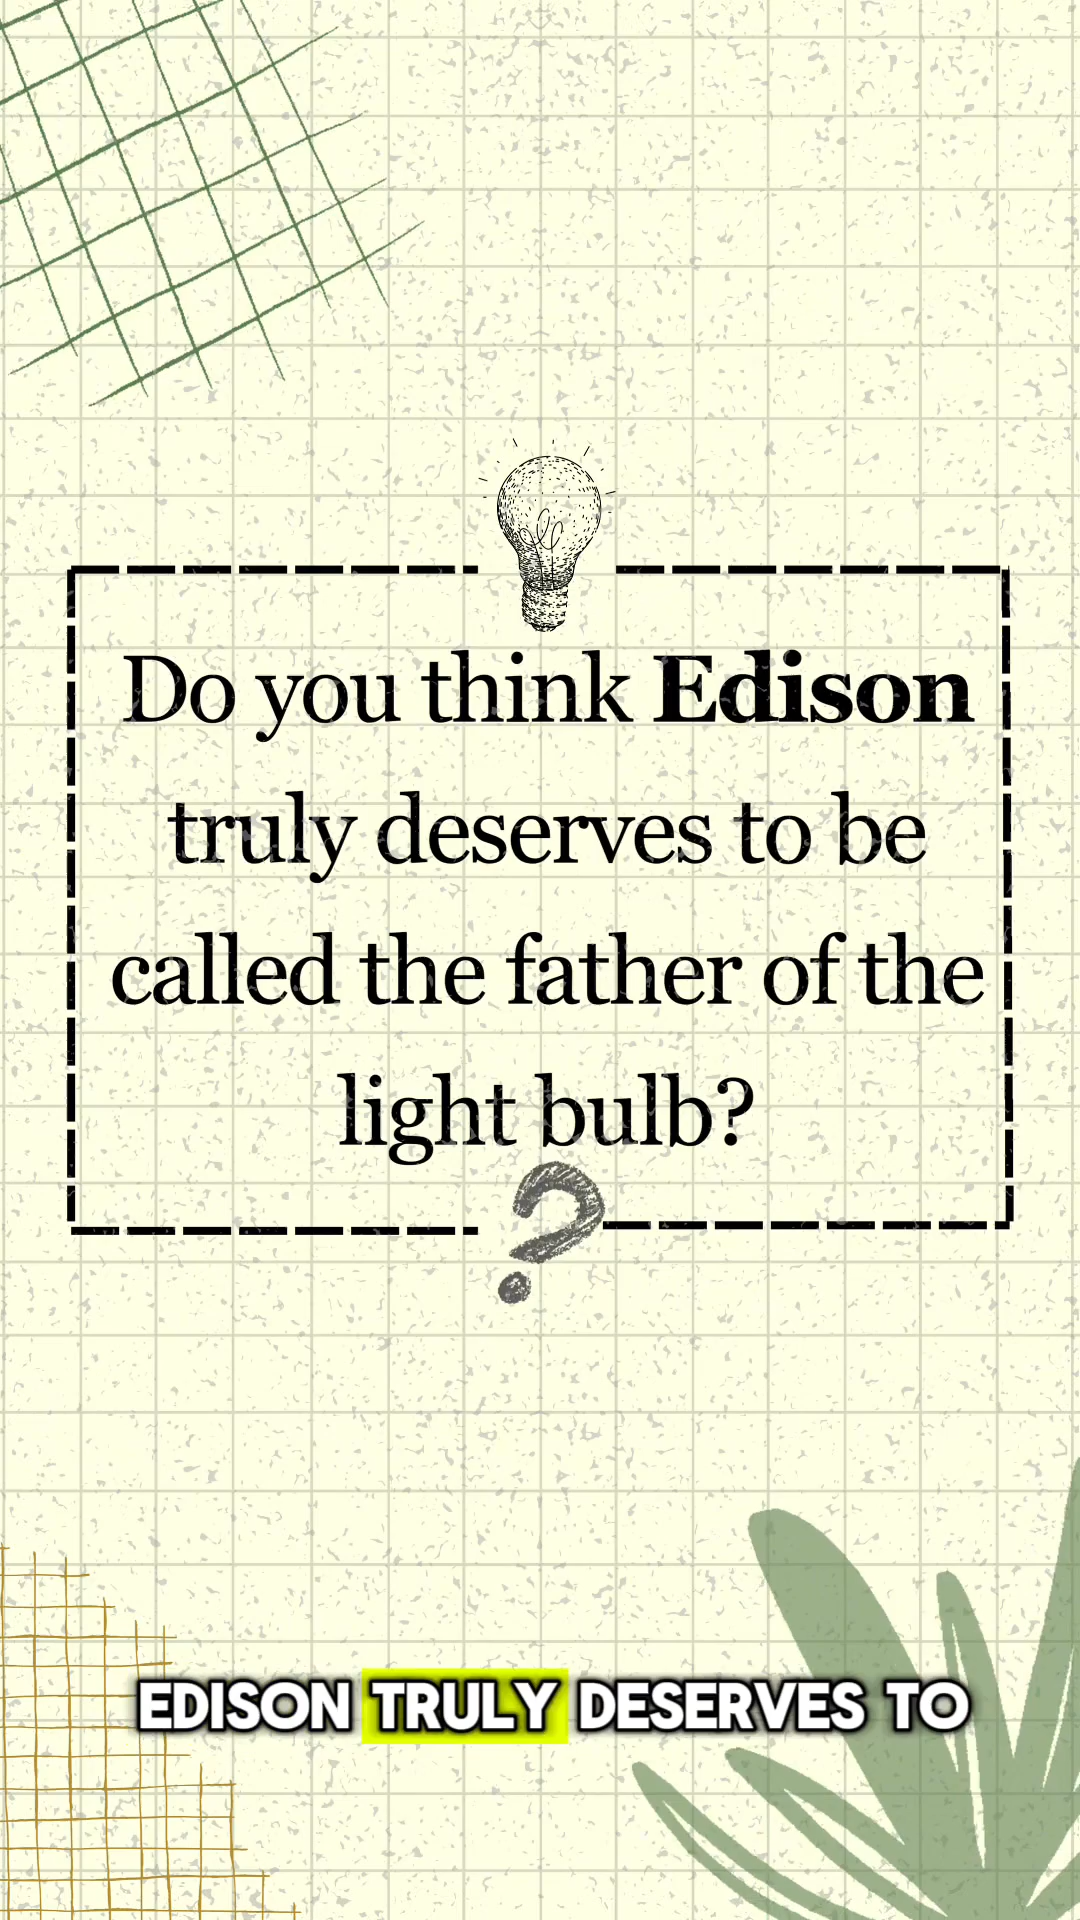 Do you think Edison
truly deserves to be
called the father of the
light bulb?
?
EDISON TRULY DESERVES TO